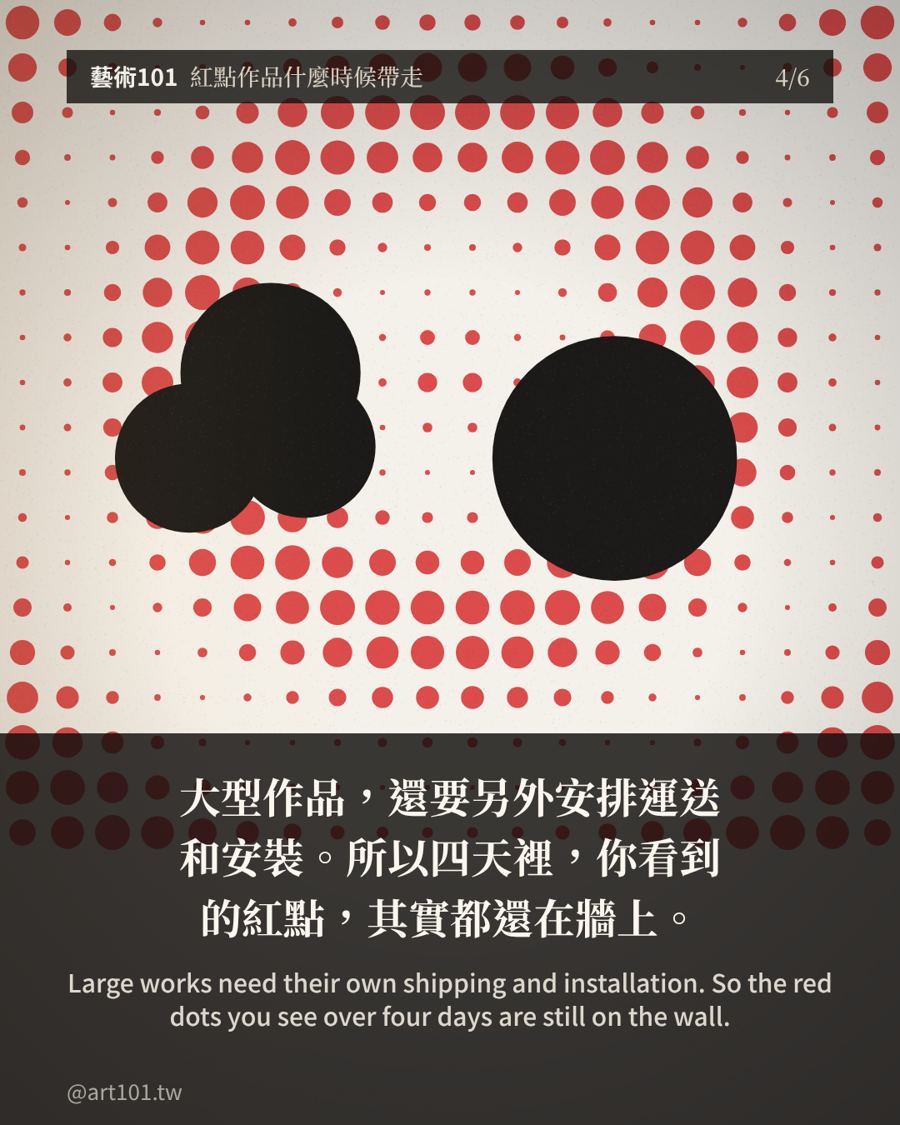 藝術101 紅點作品什麼時候帶走 4/6
大型作品，還要另外安排運送
和安裝。所以四天裡，你看到
的紅點，其實都還在牆上。
Large works need their own shipping and installation. So the red
dots you see over four days are still on the wall.
@art101.tw